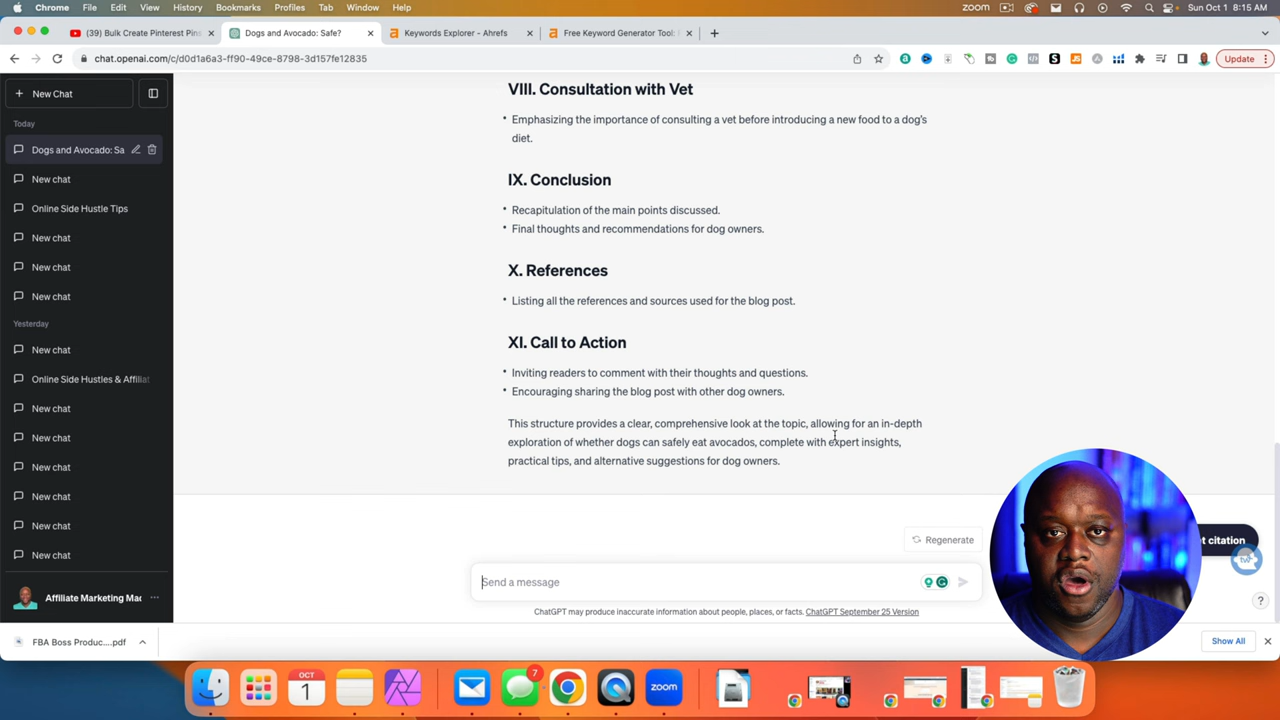 Chrome File Edit View History Bookmarks Profiles Tab Window Help
zoom Sun Oct 1 8:15 AM
(39) Bulk Create Pinterest Pins
Dogs and Avocado: Safe?
Keywords Explorer - Ahrefs
Free Keyword Generator Tool:
chat.openai.com/c/d0d1a6a3-ff90-49ce-8798-3d157fe12835
Update
New Chat
Today
Dogs and Avocado: Sa
New chat
Online Side Hustle Tips
New chat
New chat
New chat
Yesterday
New chat
Online Side Hustles & Affiliat
New chat
New chat
New chat
New chat
New chat
New chat
Affiliate Marketing Mac
VIII. Consultation with Vet
• Emphasizing the importance of consulting a vet before introducing a new food to a dog's
diet.
IX. Conclusion
• Recapitulation of the main points discussed.
• Final thoughts and recommendations for dog owners.
X. References
• Listing all the references and sources used for the blog post.
XI. Call to Action
• Inviting readers to comment with their thoughts and questions.
• Encouraging sharing the blog post with other dog owners.
This structure provides a clear, comprehensive look at the topic, allowing for an in-depth
exploration of whether dogs can safely eat avocados, complete with expert insights,
practical tips, and alternative suggestions for dog owners.
Regenerate
t citation
Send a message
ChatGPT may produce inaccurate information about people, places, or facts. ChatGPT September 25 Version
?
FBA Boss Produc....pdf
Show All
OCT
1
7
zoom